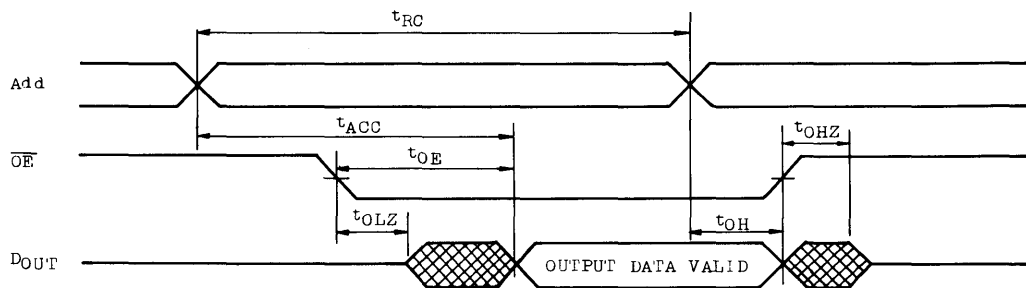 tRC
Add
tACC
tOHZ
OE
tOE
tOLZ
tOH
DOUT
OUTPUT DATA VALID